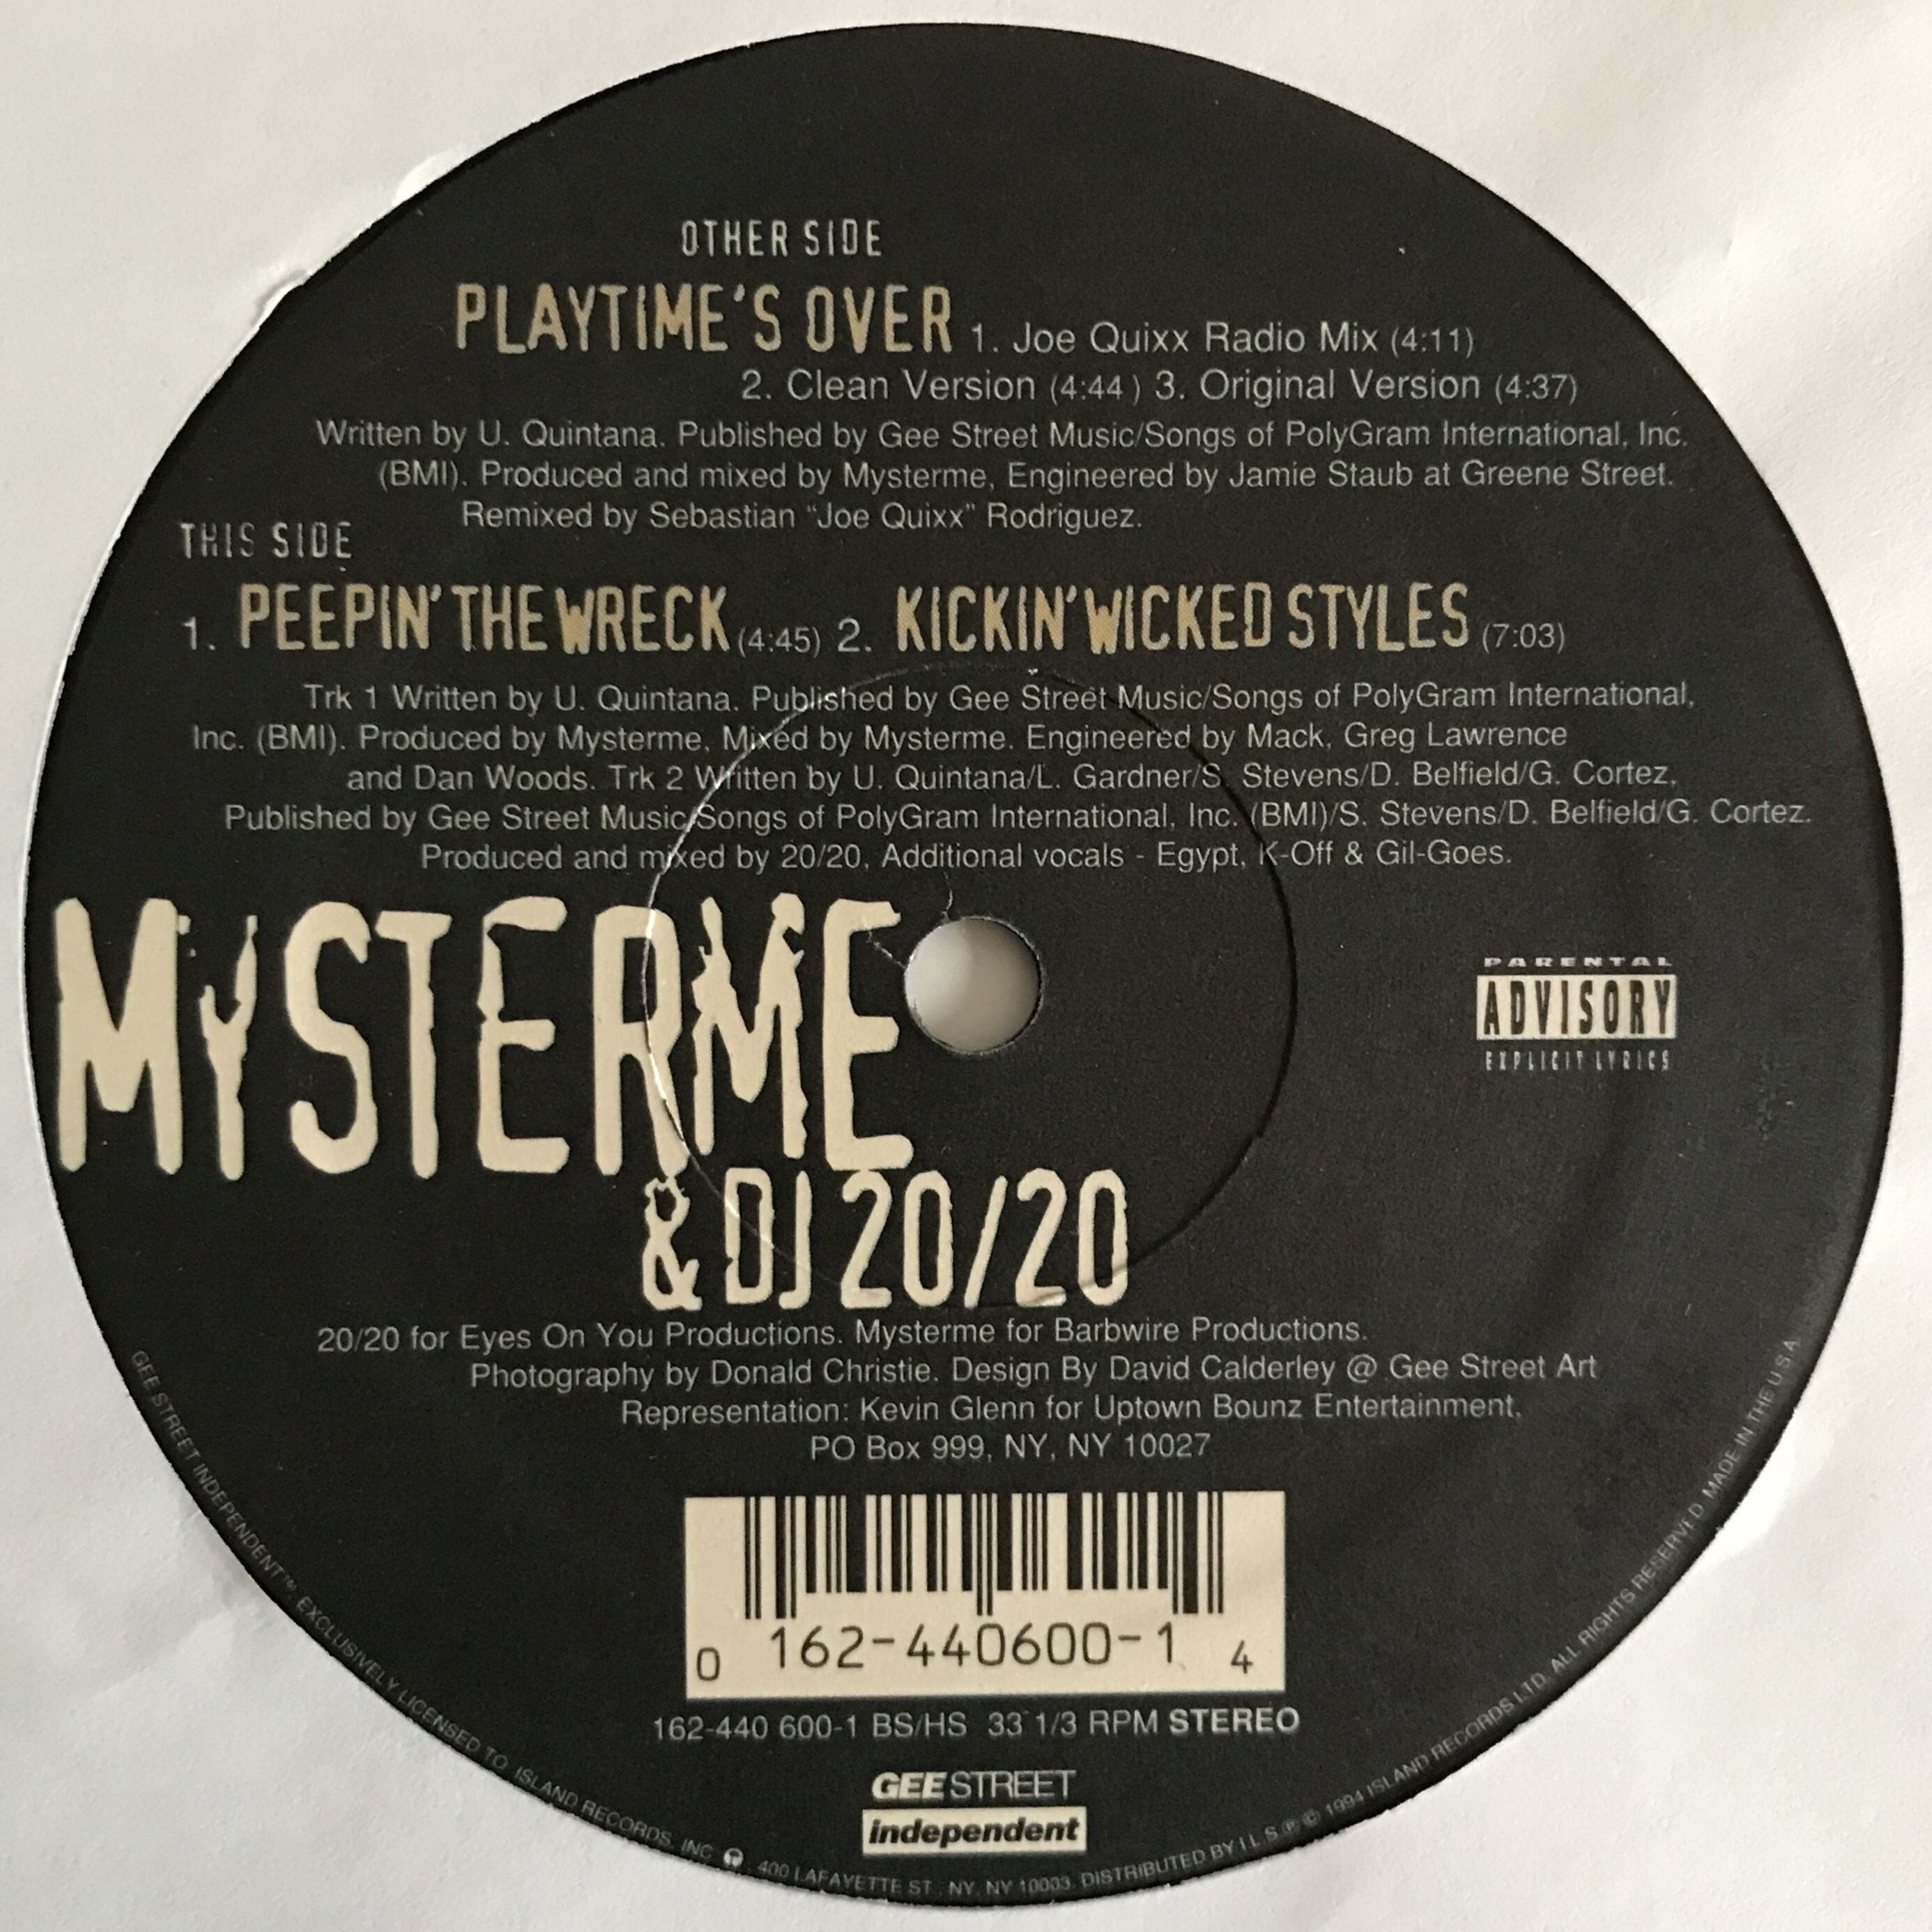 OTHER SIDE
PLAYTIME'S OVER 1. Joe Quixx Radio Mix (4:11)
2. Clean Version (4:44 ) 3. Original Version (4:37)
Written by U. Quintana. Published by Gee Street Music/Songs of PolyGram International, Inc.
(BMI). Produced and mixed by Mysterme, Engineered by Jamie Staub at Greene Street.
Remixed by Sebastian “Joe Quixx” Rodriguez.
THIS SIDE
1. PEEPIN' THE WRECK (4:45) 2. KICKIN' WICKED STYLES (7:03)
Trk 1 Written by U. Quintana. Published by Gee Street Music/Songs of PolyGram International,
Inc. (BMI). Produced by Mysterme, Mixed by Mysterme. Engineered by Mack, Greg Lawrence
and Dan Woods. Trk 2 Written by U. Quintana/L. Gardner/S. Stevens/D. Belfield/G. Cortez,
Published by Gee Street Music/Songs of PolyGram International, Inc. (BMI)/S. Stevens/D. Belfield/G. Cortez.
Produced and mixed by 20/20, Additional vocals - Egypt, K-Off & Gil-Goes.
MYSTERME
& DJ 20/20
PARENTAL
ADVISORY
EXPLICIT LYRICS
20/20 for Eyes On You Productions. Mysterme for Barbwire Productions.
Photography by Donald Christie. Design By David Calderley @ Gee Street Art
Representation: Kevin Glenn for Uptown Bounz Entertainment,
PO Box 999, NY, NY 10027
0 162-440600-1 4
162-440 600-1 BS/HS 33 1/3 RPM STEREO
GEE STREET
independent
GEE STREET INDEPENDENT™ EXCLUSIVELY LICENSED TO ISLAND RECORDS, INC. 400 LAFAYETTE ST., NY, NY 10003. DISTRIBUTED BY I.L.S. ℗ © 1994 ISLAND RECORDS LTD. ALL RIGHTS RESERVED. MADE IN THE U.S.A.